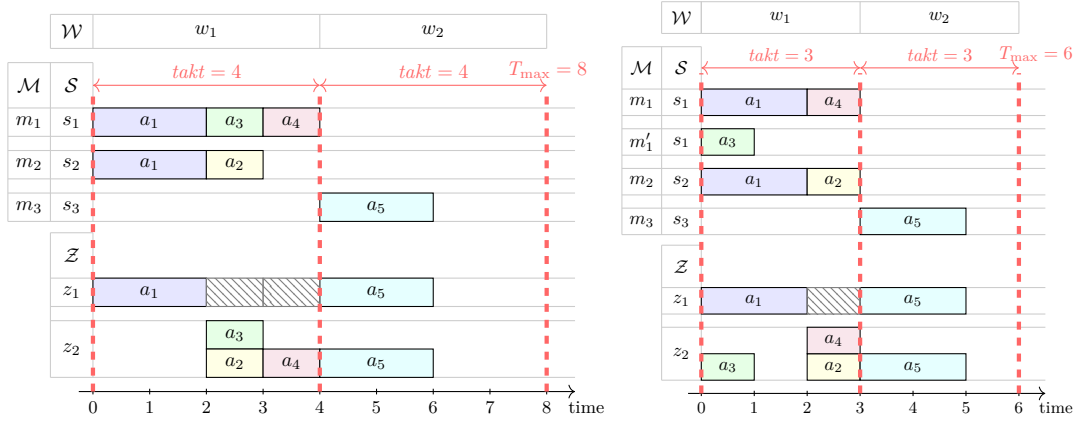 𝒲 w₁ w₂
takt = 4 takt = 4 T_max = 8
ℳ 𝒮
m₁ s₁ a₁ a₃ a₄
m₂ s₂ a₁ a₂
m₃ s₃ a₅
𝒵
z₁ a₁ a₅
a₃
z₂ a₂ a₄ a₅
0 1 2 3 4 5 6 7 8 time
𝒲 w₁ w₂
takt = 3 takt = 3 T_max = 6
ℳ 𝒮
m₁ s₁ a₁ a₄
m′₁ s₁ a₃
m₂ s₂ a₁ a₂
m₃ s₃ a₅
𝒵
z₁ a₁ a₅
a₄
z₂ a₃ a₂ a₅
0 1 2 3 4 5 6 time